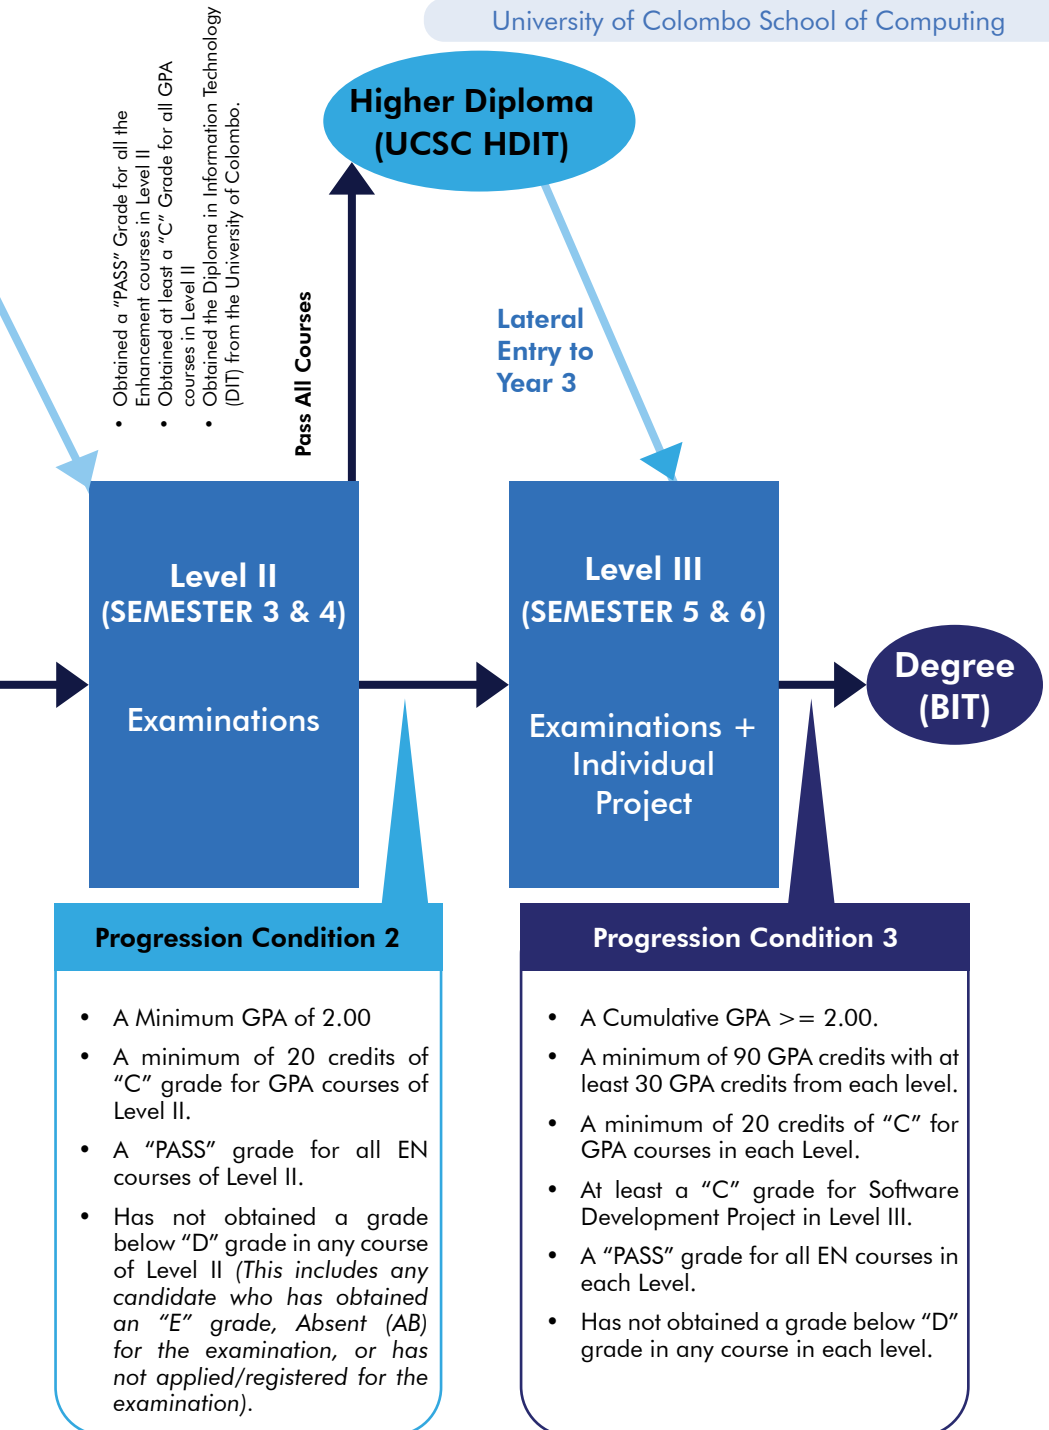 University of Colombo School of Computing
Higher Diploma
(UCSC HDIT)
• Obtained a “PASS” Grade for all the
Enhancement courses in Level II
• Obtained at least a “C” Grade for all GPA
courses in Level II
• Obtained the Diploma in Information Technology
(DIT) from the University of Colombo.
Pass All Courses
Lateral
Entry to
Year 3
Level II
(SEMESTER 3 & 4)
Examinations
Level III
(SEMESTER 5 & 6)
Examinations +
Individual
Project
Degree
(BIT)
Progression Condition 2
• A Minimum GPA of 2.00
• A minimum of 20 credits of
“C” grade for GPA courses of
Level II.
• A “PASS” grade for all EN
courses of Level II.
• Has not obtained a grade
below “D” grade in any course
of Level II (This includes any
candidate who has obtained
an “E” grade, Absent (AB)
for the examination, or has
not applied/registered for the
examination).
Progression Condition 3
• A Cumulative GPA >= 2.00.
• A minimum of 90 GPA credits with at
least 30 GPA credits from each level.
• A minimum of 20 credits of “C” for
GPA courses in each Level.
• At least a “C” grade for Software
Development Project in Level III.
• A “PASS” grade for all EN courses in
each Level.
• Has not obtained a grade below “D”
grade in any course in each level.